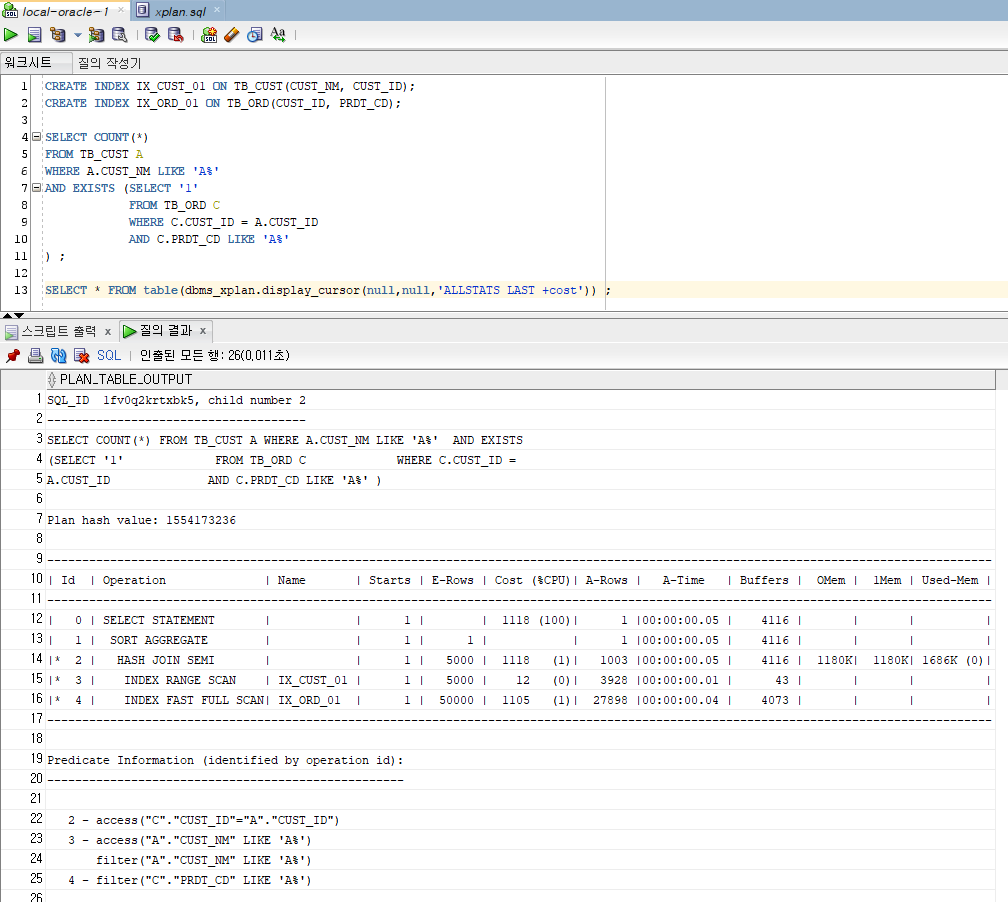 local-oracle-1
xplan.sql
워크시트 질의 작성기
1 CREATE INDEX IX_CUST_01 ON TB_CUST(CUST_NM, CUST_ID);
2 CREATE INDEX IX_ORD_01 ON TB_ORD(CUST_ID, PRDT_CD);
3
4 SELECT COUNT(*)
5 FROM TB_CUST A
6 WHERE A.CUST_NM LIKE 'A%'
7 AND EXISTS (SELECT '1'
8 FROM TB_ORD C
9 WHERE C.CUST_ID = A.CUST_ID
10 AND C.PRDT_CD LIKE 'A%'
11 ) ;
12
13 SELECT * FROM table(dbms_xplan.display_cursor(null,null,'ALLSTATS LAST +cost')) ;
스크립트 출력 x 질의 결과 x
SQL | 인출된 모든 행: 26(0,011초)
PLAN_TABLE_OUTPUT
1 SQL_ID 1fv0q2krtxbk5, child number 2
2 -------------------------------------
3 SELECT COUNT(*) FROM TB_CUST A WHERE A.CUST_NM LIKE 'A%' AND EXISTS
4 (SELECT '1' FROM TB_ORD C WHERE C.CUST_ID =
5 A.CUST_ID AND C.PRDT_CD LIKE 'A%' )
6
7 Plan hash value: 1554173236
8
9 ---------------------------------------------------------------------------------------------------------------------------------------
10 | Id | Operation | Name | Starts | E-Rows | Cost (%CPU)| A-Rows | A-Time | Buffers | OMem | 1Mem | Used-Mem |
11 ---------------------------------------------------------------------------------------------------------------------------------------
12 | 0 | SELECT STATEMENT | | 1 | | 1118 (100)| 1 |00:00:00.05 | 4116 | | | |
13 | 1 | SORT AGGREGATE | | 1 | 1 | | 1 |00:00:00.05 | 4116 | | | |
14 |* 2 | HASH JOIN SEMI | | 1 | 5000 | 1118 (1)| 1003 |00:00:00.05 | 4116 | 1180K| 1180K| 1686K (0)|
15 |* 3 | INDEX RANGE SCAN | IX_CUST_01 | 1 | 5000 | 12 (0)| 3928 |00:00:00.01 | 43 | | | |
16 |* 4 | INDEX FAST FULL SCAN| IX_ORD_01 | 1 | 50000 | 1105 (1)| 27898 |00:00:00.04 | 4073 | | | |
17 ---------------------------------------------------------------------------------------------------------------------------------------
18
19 Predicate Information (identified by operation id):
20 ---------------------------------------------------
21
22 2 - access("C"."CUST_ID"="A"."CUST_ID")
23 3 - access("A"."CUST_NM" LIKE 'A%')
24 filter("A"."CUST_NM" LIKE 'A%')
25 4 - filter("C"."PRDT_CD" LIKE 'A%')
26